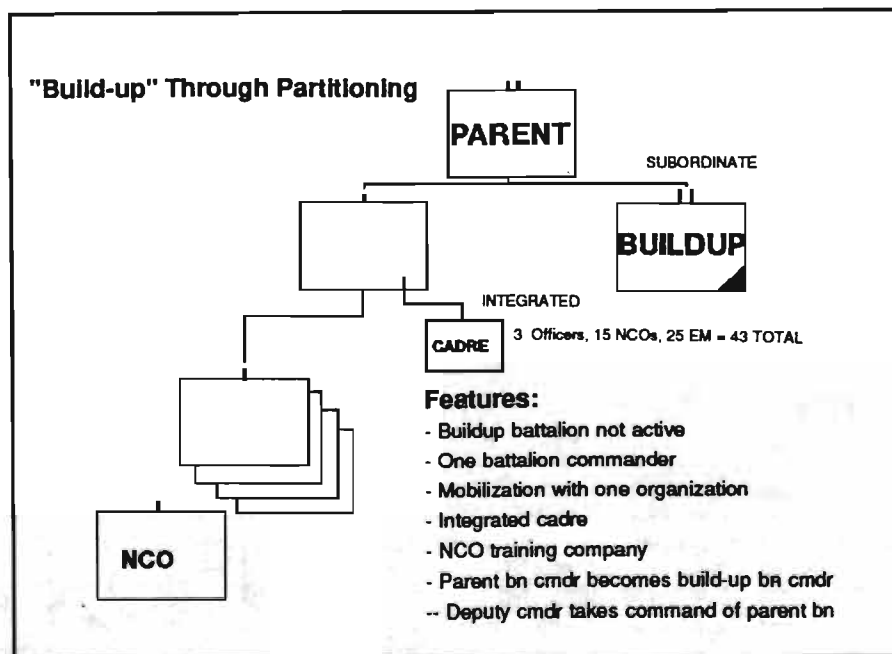 "Build-up" Through Partitioning
PARENT
SUBORDINATE
BUILDUP
INTEGRATED
CADRE
3 Officers, 15 NCOs, 25 EM = 43 TOTAL
Features:
- Buildup battalion not active
- One battalion commander
- Mobilization with one organization
- Integrated cadre
- NCO training company
- Parent bn cmdr becomes build-up bn cmdr
-- Deputy cmdr takes command of parent bn
NCO